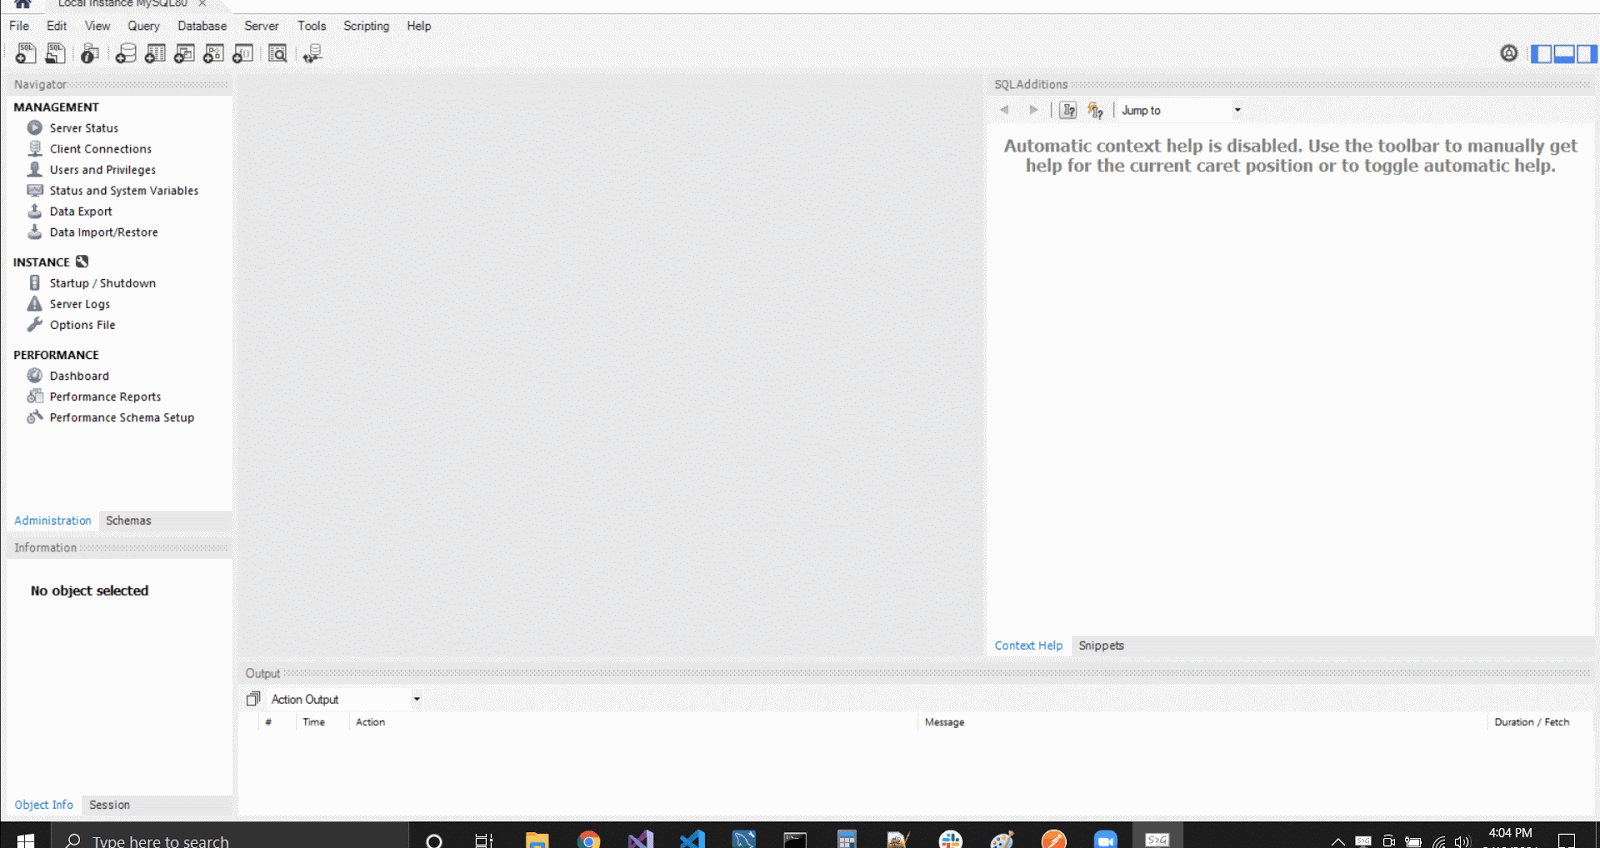 Local instance MySQL80
File Edit View Query Database Server Tools Scripting Help
SQL SQL
Navigator
MANAGEMENT
Server Status
Client Connections
Users and Privileges
Status and System Variables
Data Export
Data Import/Restore
INSTANCE
Startup / Shutdown
Server Logs
Options File
PERFORMANCE
Dashboard
Performance Reports
Performance Schema Setup
Administration Schemas
Information
No object selected
Object Info Session
SQLAdditions
Jump to
Automatic context help is disabled. Use the toolbar to manually get
help for the current caret position or to toggle automatic help.
Context Help Snippets
Output
Action Output
# Time Action Message Duration / Fetch
Type here to search
4:04 PM